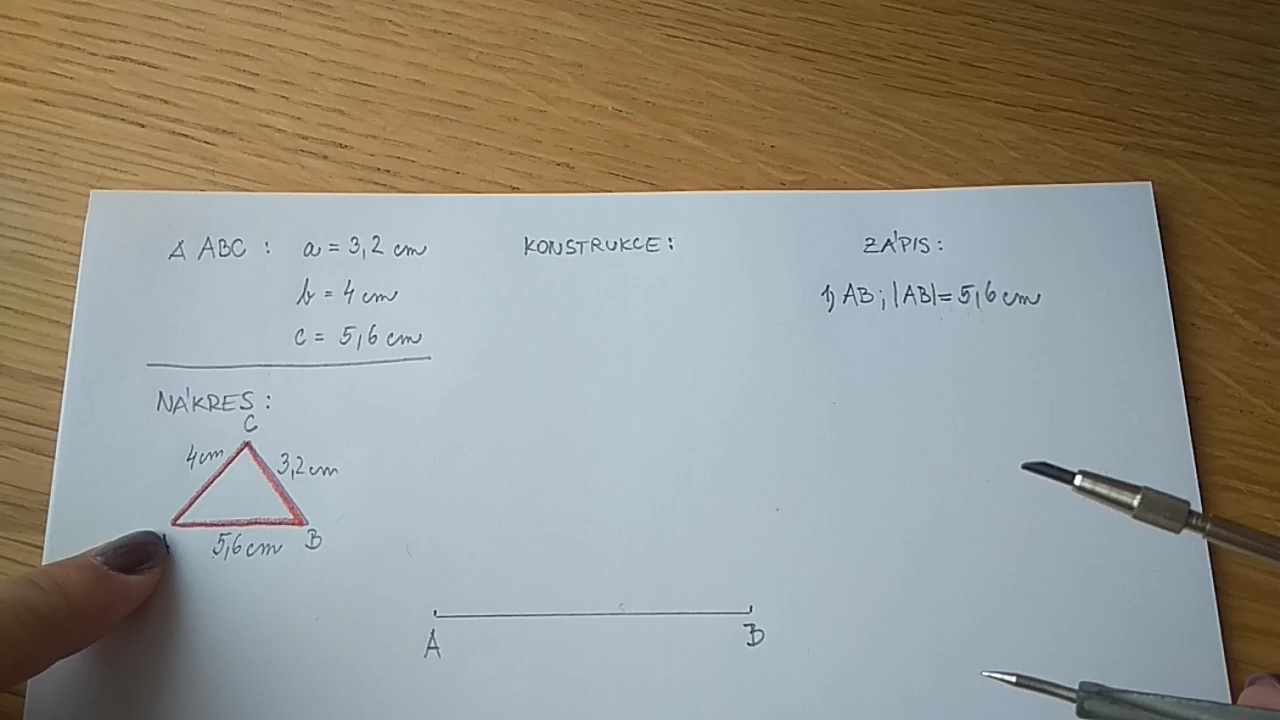 Δ ABC : a = 3,2 cm
b = 4 cm
c = 5,6 cm
NÁKRES :
C
4cm 3,2cm
5,6cm B
KONSTRUKCE :
A B
ZÁPIS :
1) AB ; |AB| = 5,6 cm